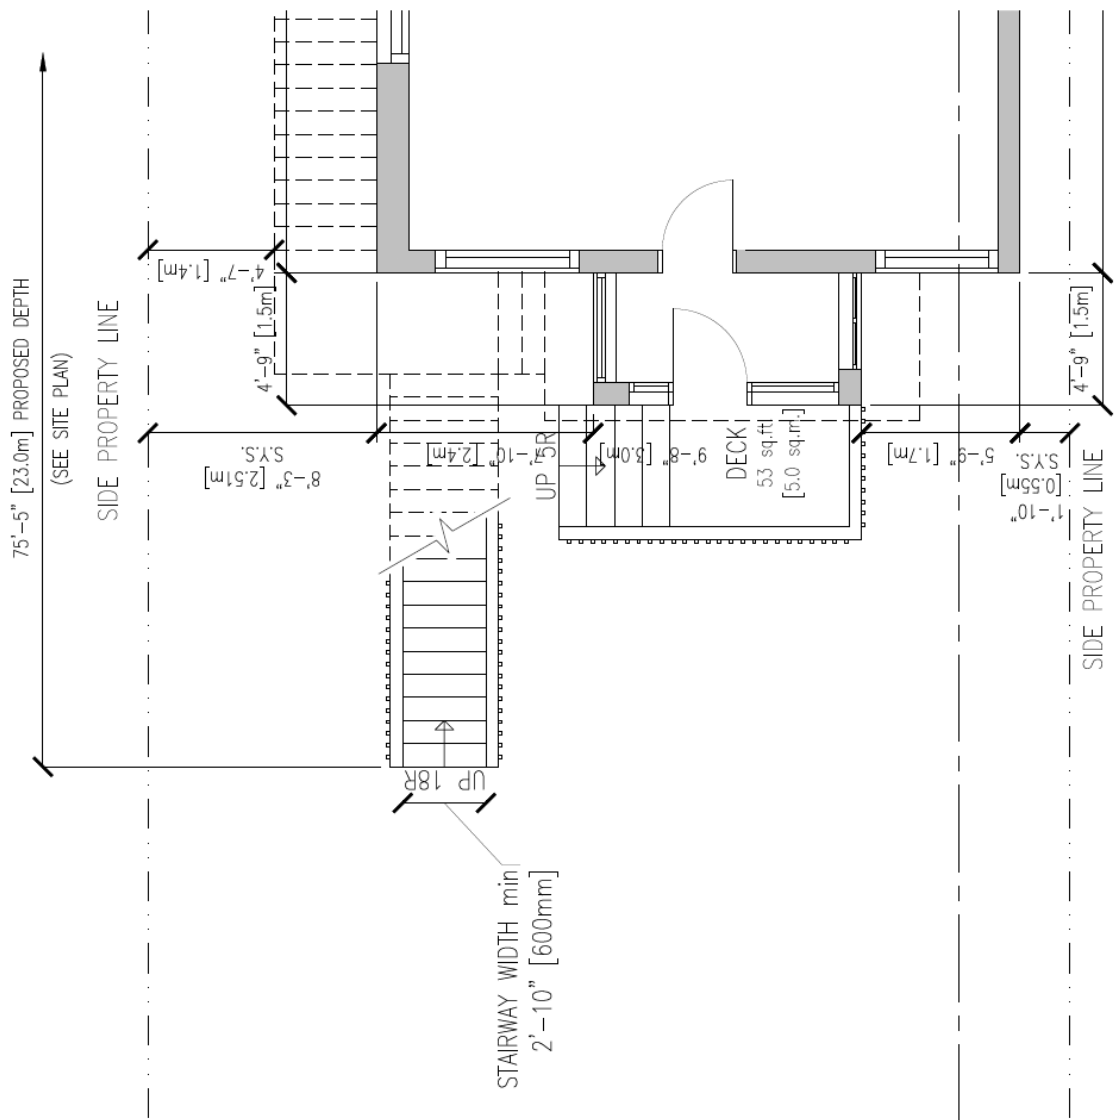 75'-5" [23.0m] PROPOSED DEPTH
(SEE SITE PLAN)
SIDE PROPERTY LINE
4'-7" [1.4m]
4'-9" [1.5m]
8'-3" [2.51m]
S.Y.S.
7'-10" [2.4m]
UP 5R
9'-8" [3.0m]
DECK
53 sq.ft.
[5.0 sq.m.]
5'-9" [1.7m]
1'-10"
[0.55m]
S.Y.S.
4'-9" [1.5m]
SIDE PROPERTY LINE
UP 18R
STAIRWAY WIDTH min
2'-10" [600mm]